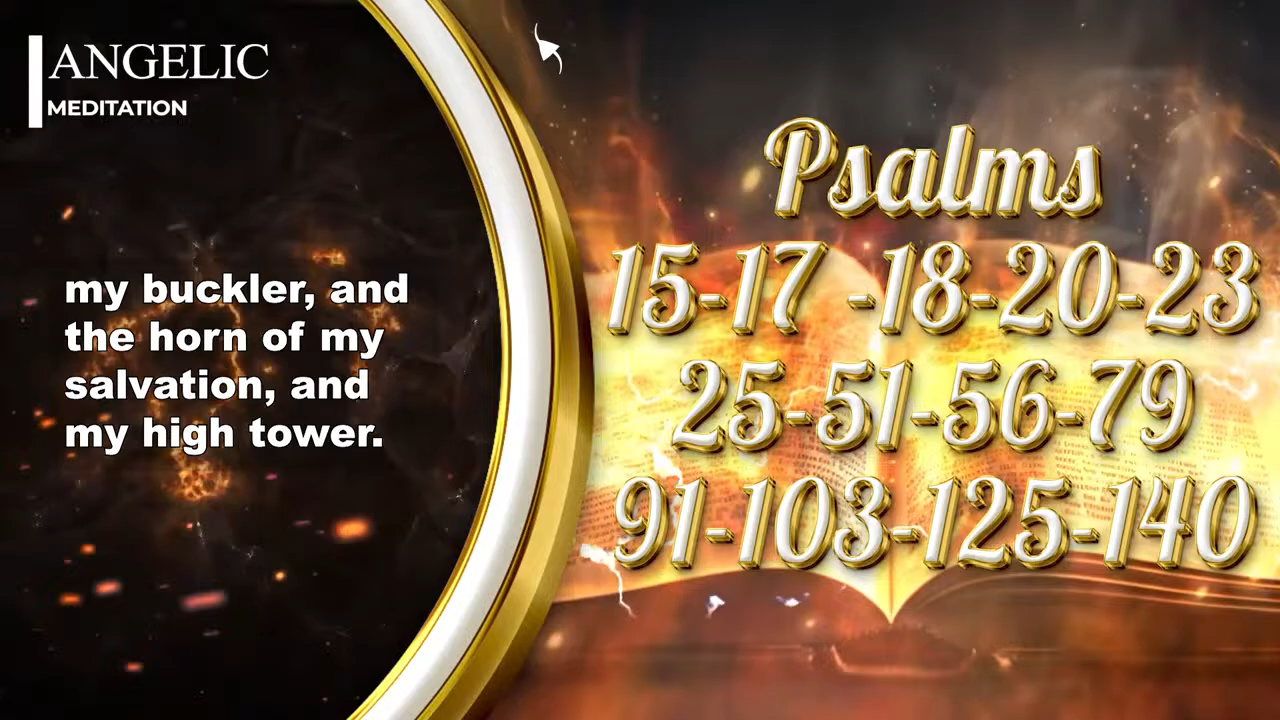 ANGELIC
MEDITATION
my buckler, and
the horn of my
salvation, and
my high tower.
Psalms
15-17 -18-20-23
25-51-56-79
91-103-125-140